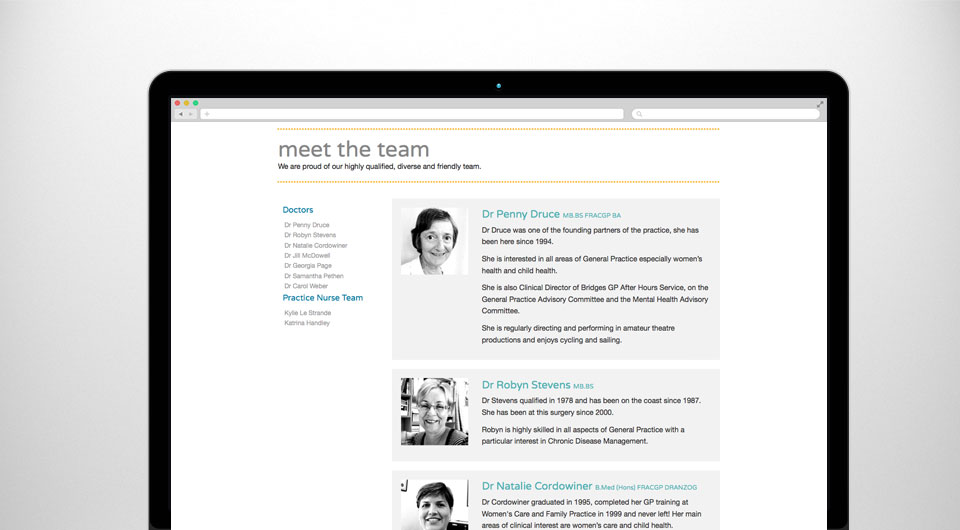 meet the team
We are proud of our highly qualified, diverse and friendly team.
Doctors
Dr Penny Druce
Dr Robyn Stevens
Dr Natalie Cordowiner
Dr Jill McDowell
Dr Georgia Page
Dr Samantha Pethen
Dr Carol Weber
Practice Nurse Team
Kylie Le Strande
Katrina Handley
Dr Penny Druce MB.BS FRACGP BA
Dr Druce was one of the founding partners of the practice, she has
been here since 1994.
She is interested in all areas of General Practice especially women's
health and child health.
She is also Clinical Director of Bridges GP After Hours Service, on the
General Practice Advisory Committee and the Mental Health Advisory
Committee.
She is regularly directing and performing in amateur theatre
productions and enjoys cycling and sailing.
Dr Robyn Stevens MB.BS
Dr Stevens qualified in 1978 and has been on the coast since 1987.
She has been at this surgery since 2000.
Robyn is highly skilled in all aspects of General Practice with a
particular interest in Chronic Disease Management.
Dr Natalie Cordowiner B.Med (Hons) FRACGP DRANZOG
Dr Cordowiner graduated in 1995, completed her GP training at
Women's Care and Family Practice in 1999 and never left! Her main
areas of clinical interest are women's care and child health.